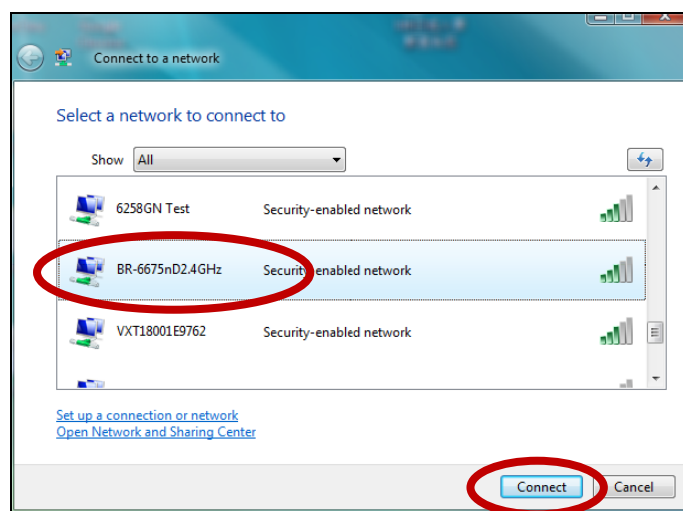 Connect to a network
Select a network to connect to
Show All
6258GN Test Security-enabled network
BR-6675nD2.4GHz Security-enabled network
VXT18001E9762 Security-enabled network
Set up a connection or network
Open Network and Sharing Center
Connect Cancel